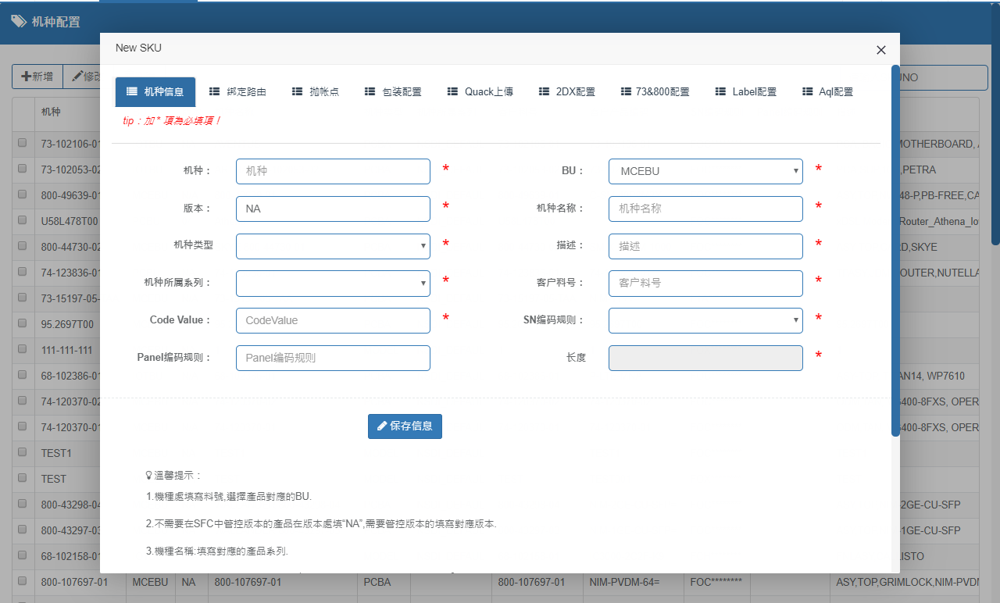 机种配置
New SKU
新增 修改
UNO
机种信息 绑定路由 抛帐点 包装配置 Quack上傳 2DX配置 73&800配置 Label配置 Aql配置
tip：加 * 項為必填項！
机种
机种： 机种 * BU： MCEBU *
版本： NA * 机种名称： 机种名称 *
机种类型 * 描述： 描述 *
机种所属系列： * 客户料号： 客户料号 *
Code Value： CodeValue * SN编码规则： *
Panel编码规则： Panel编码规则 长度 *
保存信息
溫馨提示：
1.機種處填寫料號,選擇產品對應的BU.
2.不需要在SFC中管控版本的產品在版本處填“NA”,需要管控版本的填寫對應版本.
3.機種名稱:填寫對應的產品系列.
73-102106-01 MOTHERBOARD,
73-102053-02 ,PETRA
800-49639-01 48-P,PB-FREE,CA
U58L478T00 Router_Athena_lo
800-44730-02 RD,SKYE
74-123836-01 OUTER,NUTELLA
73-15197-05-
95.2697T00
111-111-111
68-102386-01 AN14, WP7610
74-120370-02 6400-8FXS, OPER
74-120370-01 6400-8FXS, OPER
TEST1
TEST
800-43298-04 -2GE-CU-SFP
800-43297-03 -1GE-CU-SFP
68-102158-01 ISTO
800-107697-01 MCEBU NA 800-107697-01 PCBA 800-107697-01 NIM-PVDM-64= FOC******** ASY,TOP,GRIMLOCK,NIM-PVDM